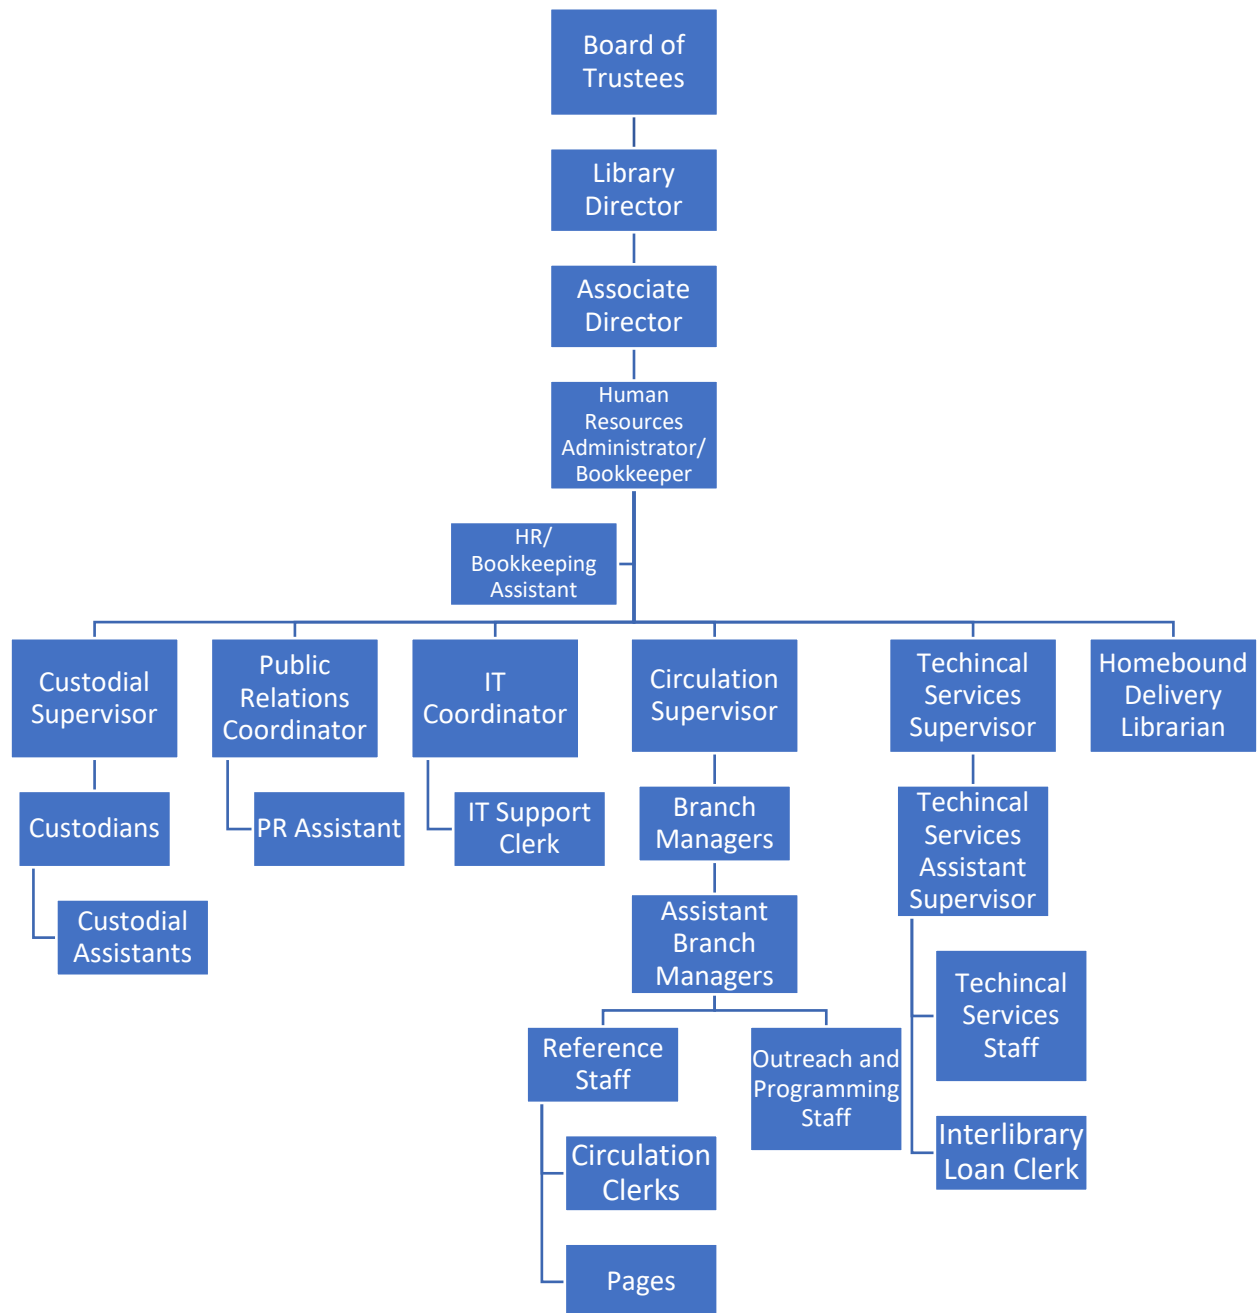 Board of
Trustees
Library
Director
Associate
Director
Human
Resources
Administrator/
Bookkeeper
HR/
Bookkeeping
Assistant
Custodial
Supervisor
Public
Relations
Coordinator
IT
Coordinator
Circulation
Supervisor
Techincal
Services
Supervisor
Homebound
Delivery
Librarian
Custodians
PR Assistant
IT Support
Clerk
Branch
Managers
Techincal
Services
Assistant
Supervisor
Custodial
Assistants
Assistant
Branch
Managers
Reference
Staff
Outreach and
Programming
Staff
Techincal
Services
Staff
Circulation
Clerks
Interlibrary
Loan Clerk
Pages